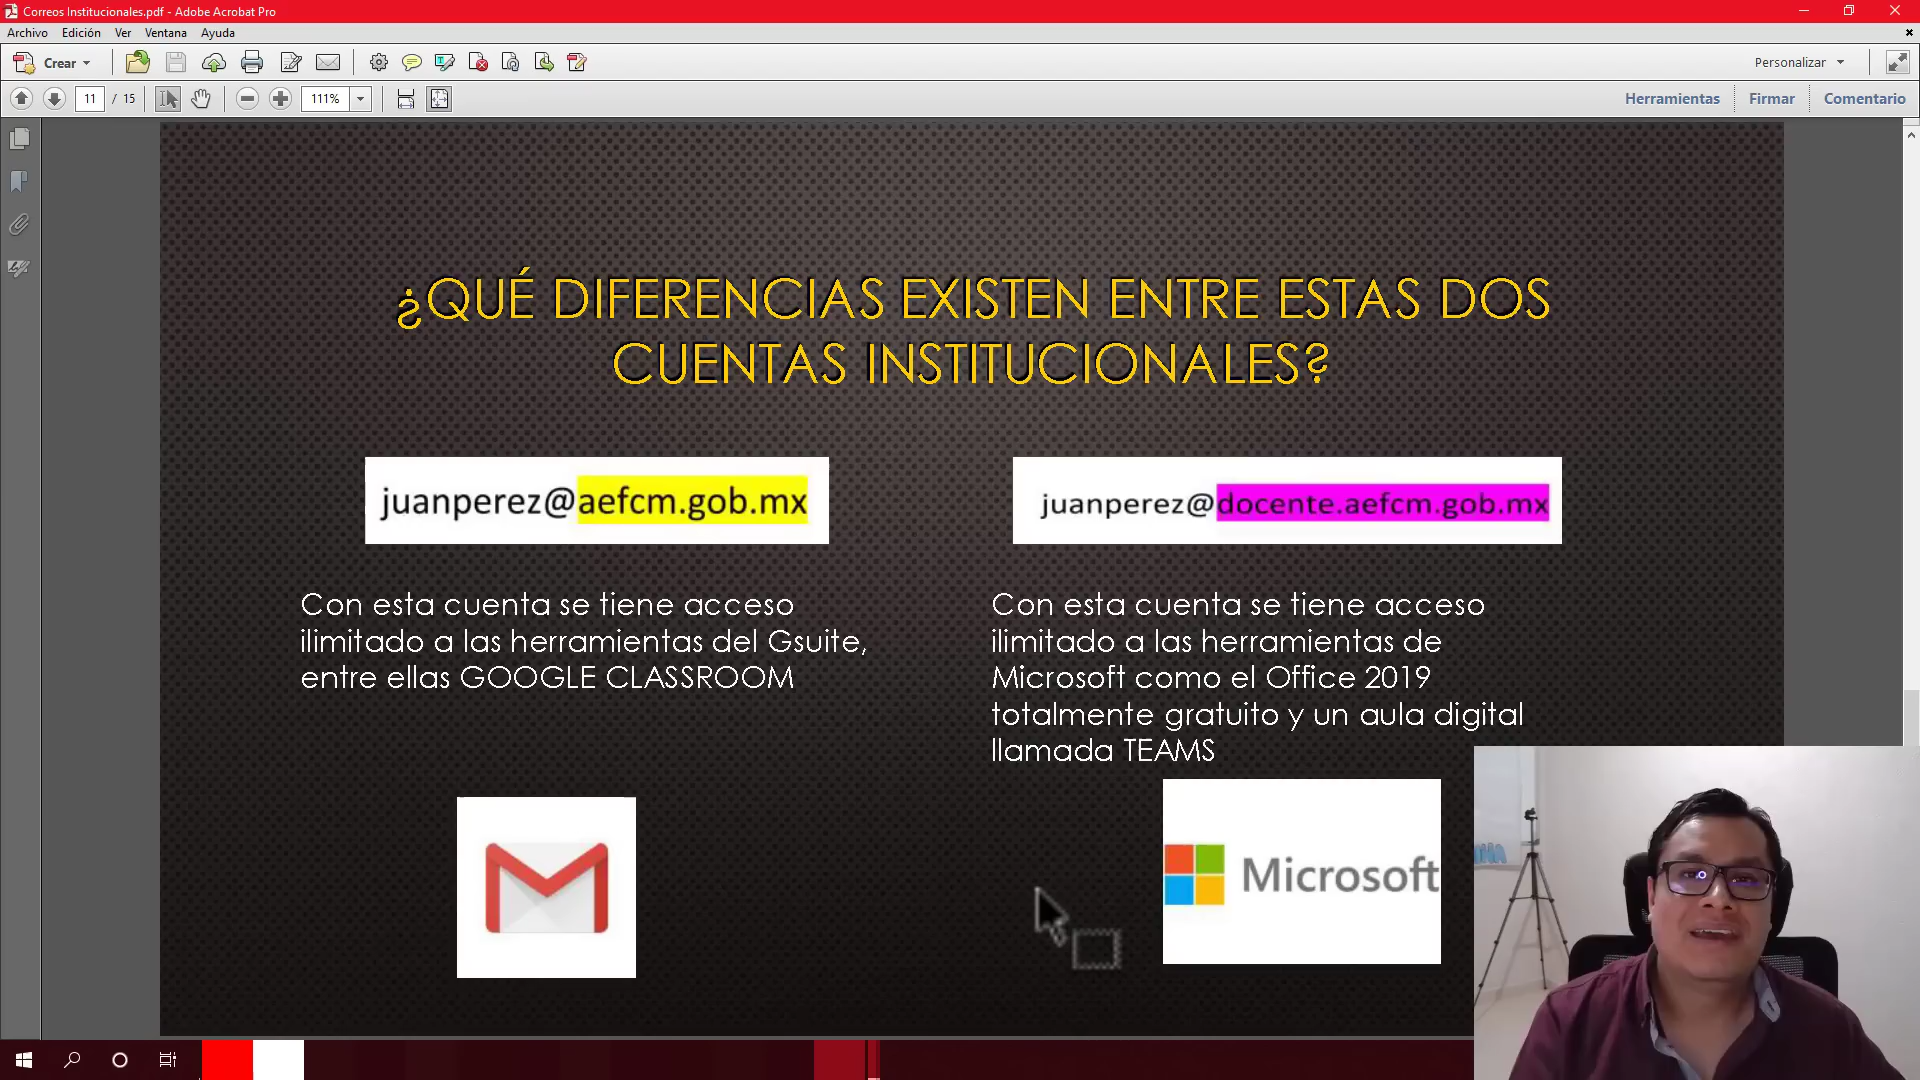 Correos Institucionales.pdf - Adobe Acrobat Pro
Archivo Edición Ver Ventana Ayuda
Crear
Personalizar
11 / 15
111%
Herramientas Firmar Comentario
¿QUÉ DIFERENCIAS EXISTEN ENTRE ESTAS DOS
CUENTAS INSTITUCIONALES?
juanperez@aefcm.gob.mx
juanperez@docente.aefcm.gob.mx
Con esta cuenta se tiene acceso
ilimitado a las herramientas del Gsuite,
entre ellas GOOGLE CLASSROOM
Con esta cuenta se tiene acceso
ilimitado a las herramientas de
Microsoft como el Office 2019
totalmente gratuito y un aula digital
llamada TEAMS
Microsoft